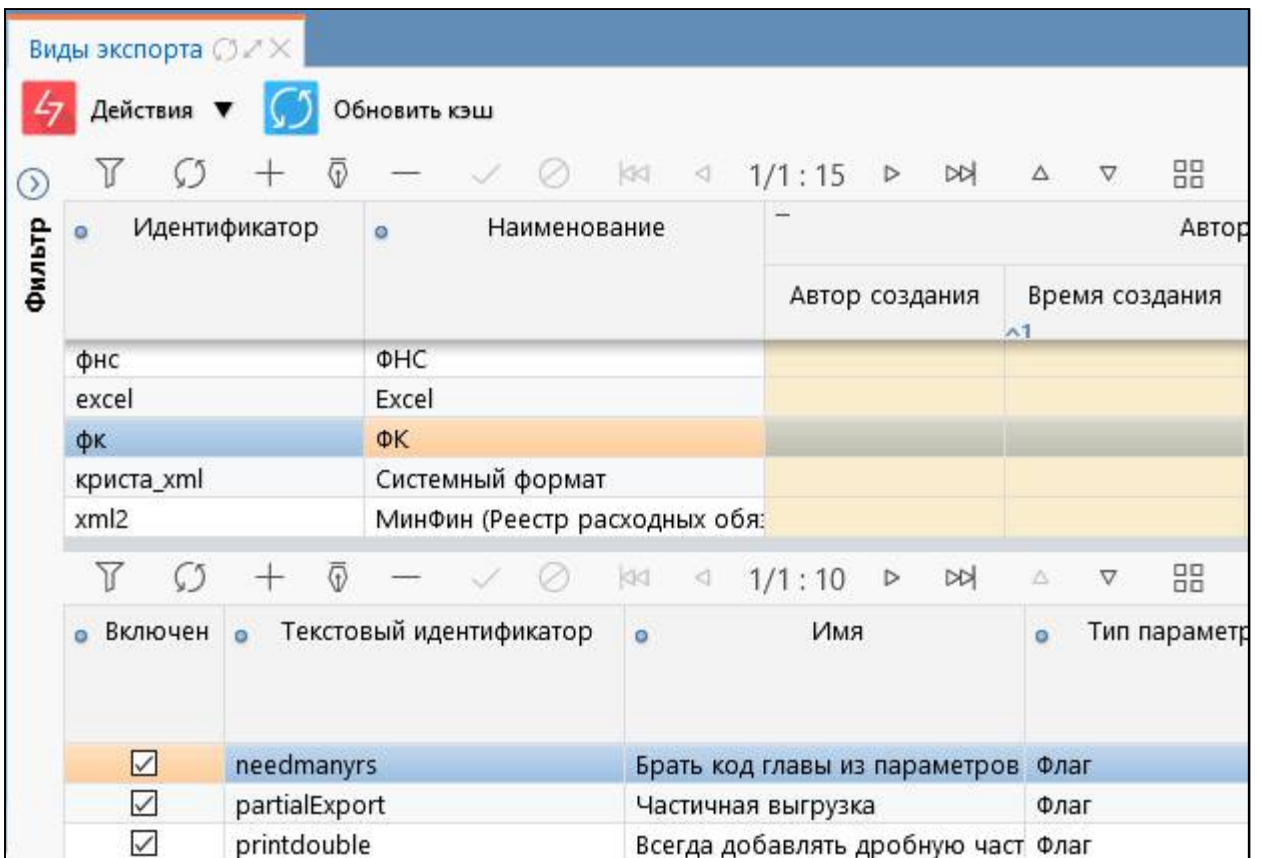 Виды экспорта
Действия ▼ Обновить кэш
1/1 : 15
Фильтр
Идентификатор Наименование Автор
Автор создания Время создания
^1
фнс ФНС
excel Excel
фк ФК
криста_xml Системный формат
xml2 МинФин (Реестр расходных обя
1/1 : 10
Включен Текстовый идентификатор Имя Тип параметр
needmanyrs Брать код главы из параметров Флаг
partialExport Частичная выгрузка Флаг
printdouble Всегда добавлять дробную част Флаг